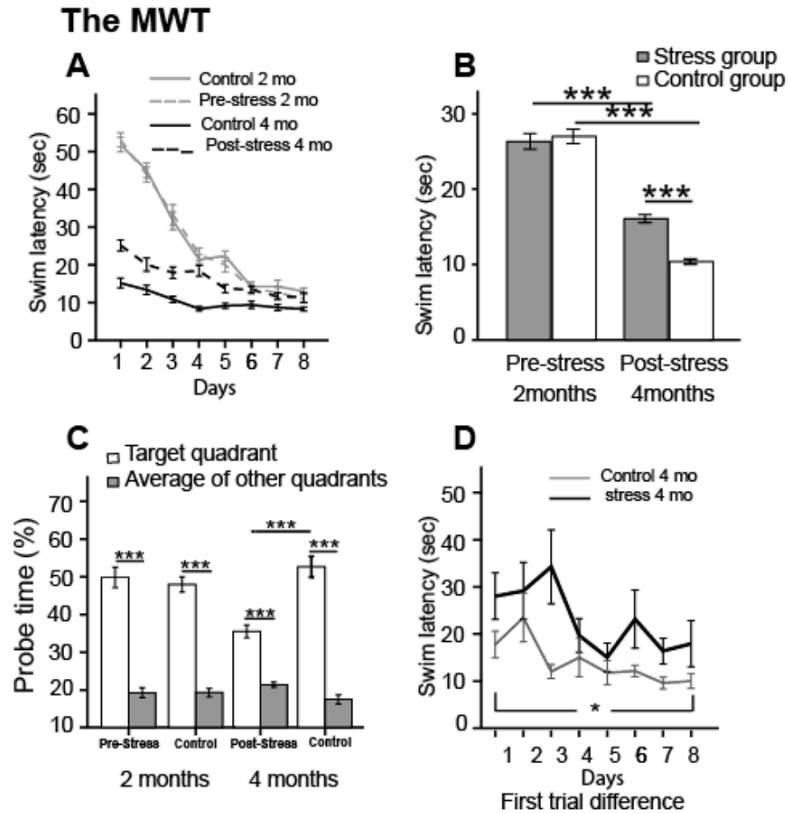 The MWT
A
Control 2 mo
Pre-stress 2 mo
Control 4 mo
Post-stress 4 mo
Swim latency (sec)
60
50
40
30
20
10
0
1 2 3 4 5 6 7 8
Days
B
Stress group
Control group
***
***
***
Swim latency (sec)
30
20
10
0
Pre-stress Post-stress
2months 4months
C
Target quadrant
Average of other quadrants
Probe time (%)
70
60
50
40
30
20
10
***
***
***
***
***
Pre-Stress Control Post-Stress Control
2 months 4 months
D
Control 4 mo
stress 4 mo
Swim latency (sec)
50
30
20
10
0
*
1 2 3 4 5 6 7 8
Days
First trial difference